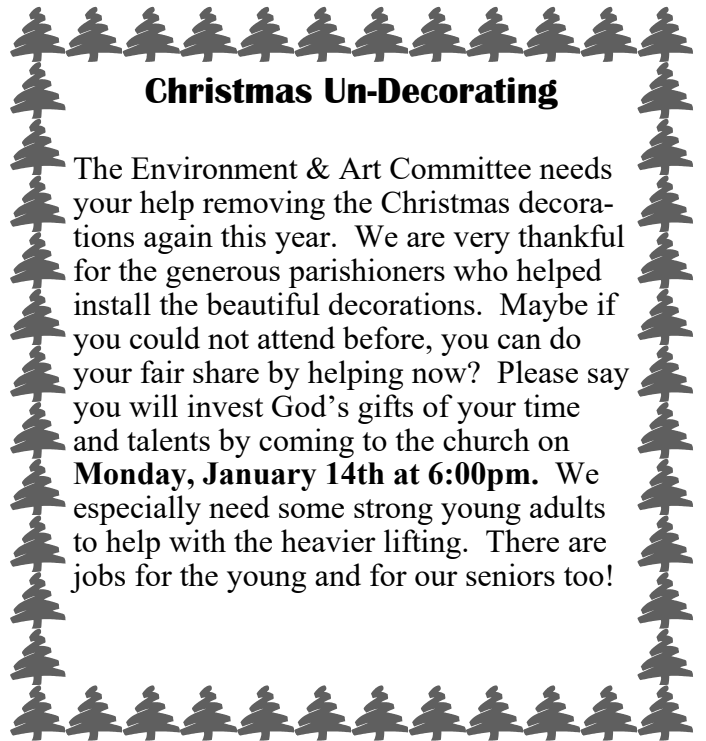 Christmas Un-Decorating
The Environment & Art Committee needs
your help removing the Christmas decora-
tions again this year.  We are very thankful
for the generous parishioners who helped
install the beautiful decorations.  Maybe if
you could not attend before, you can do
your fair share by helping now?  Please say
you will invest God’s gifts of your time
and talents by coming to the church on
Monday, January 14th at 6:00pm.  We
especially need some strong young adults
to help with the heavier lifting.  There are
jobs for the young and for our seniors too!